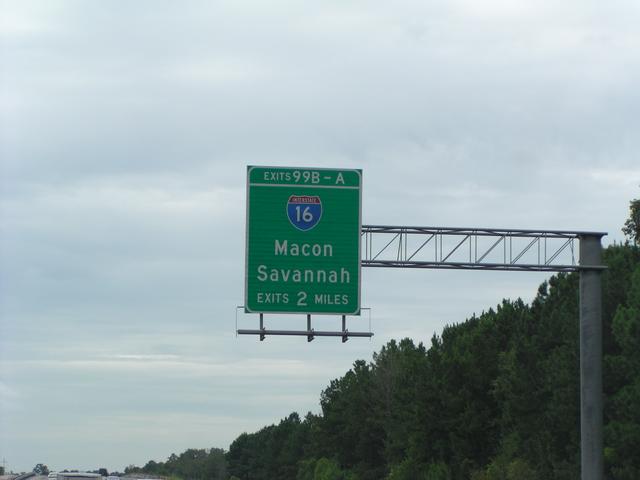 EXITS 99B - A
INTERSTATE
16
Macon
Savannah
EXITS 2 MILES